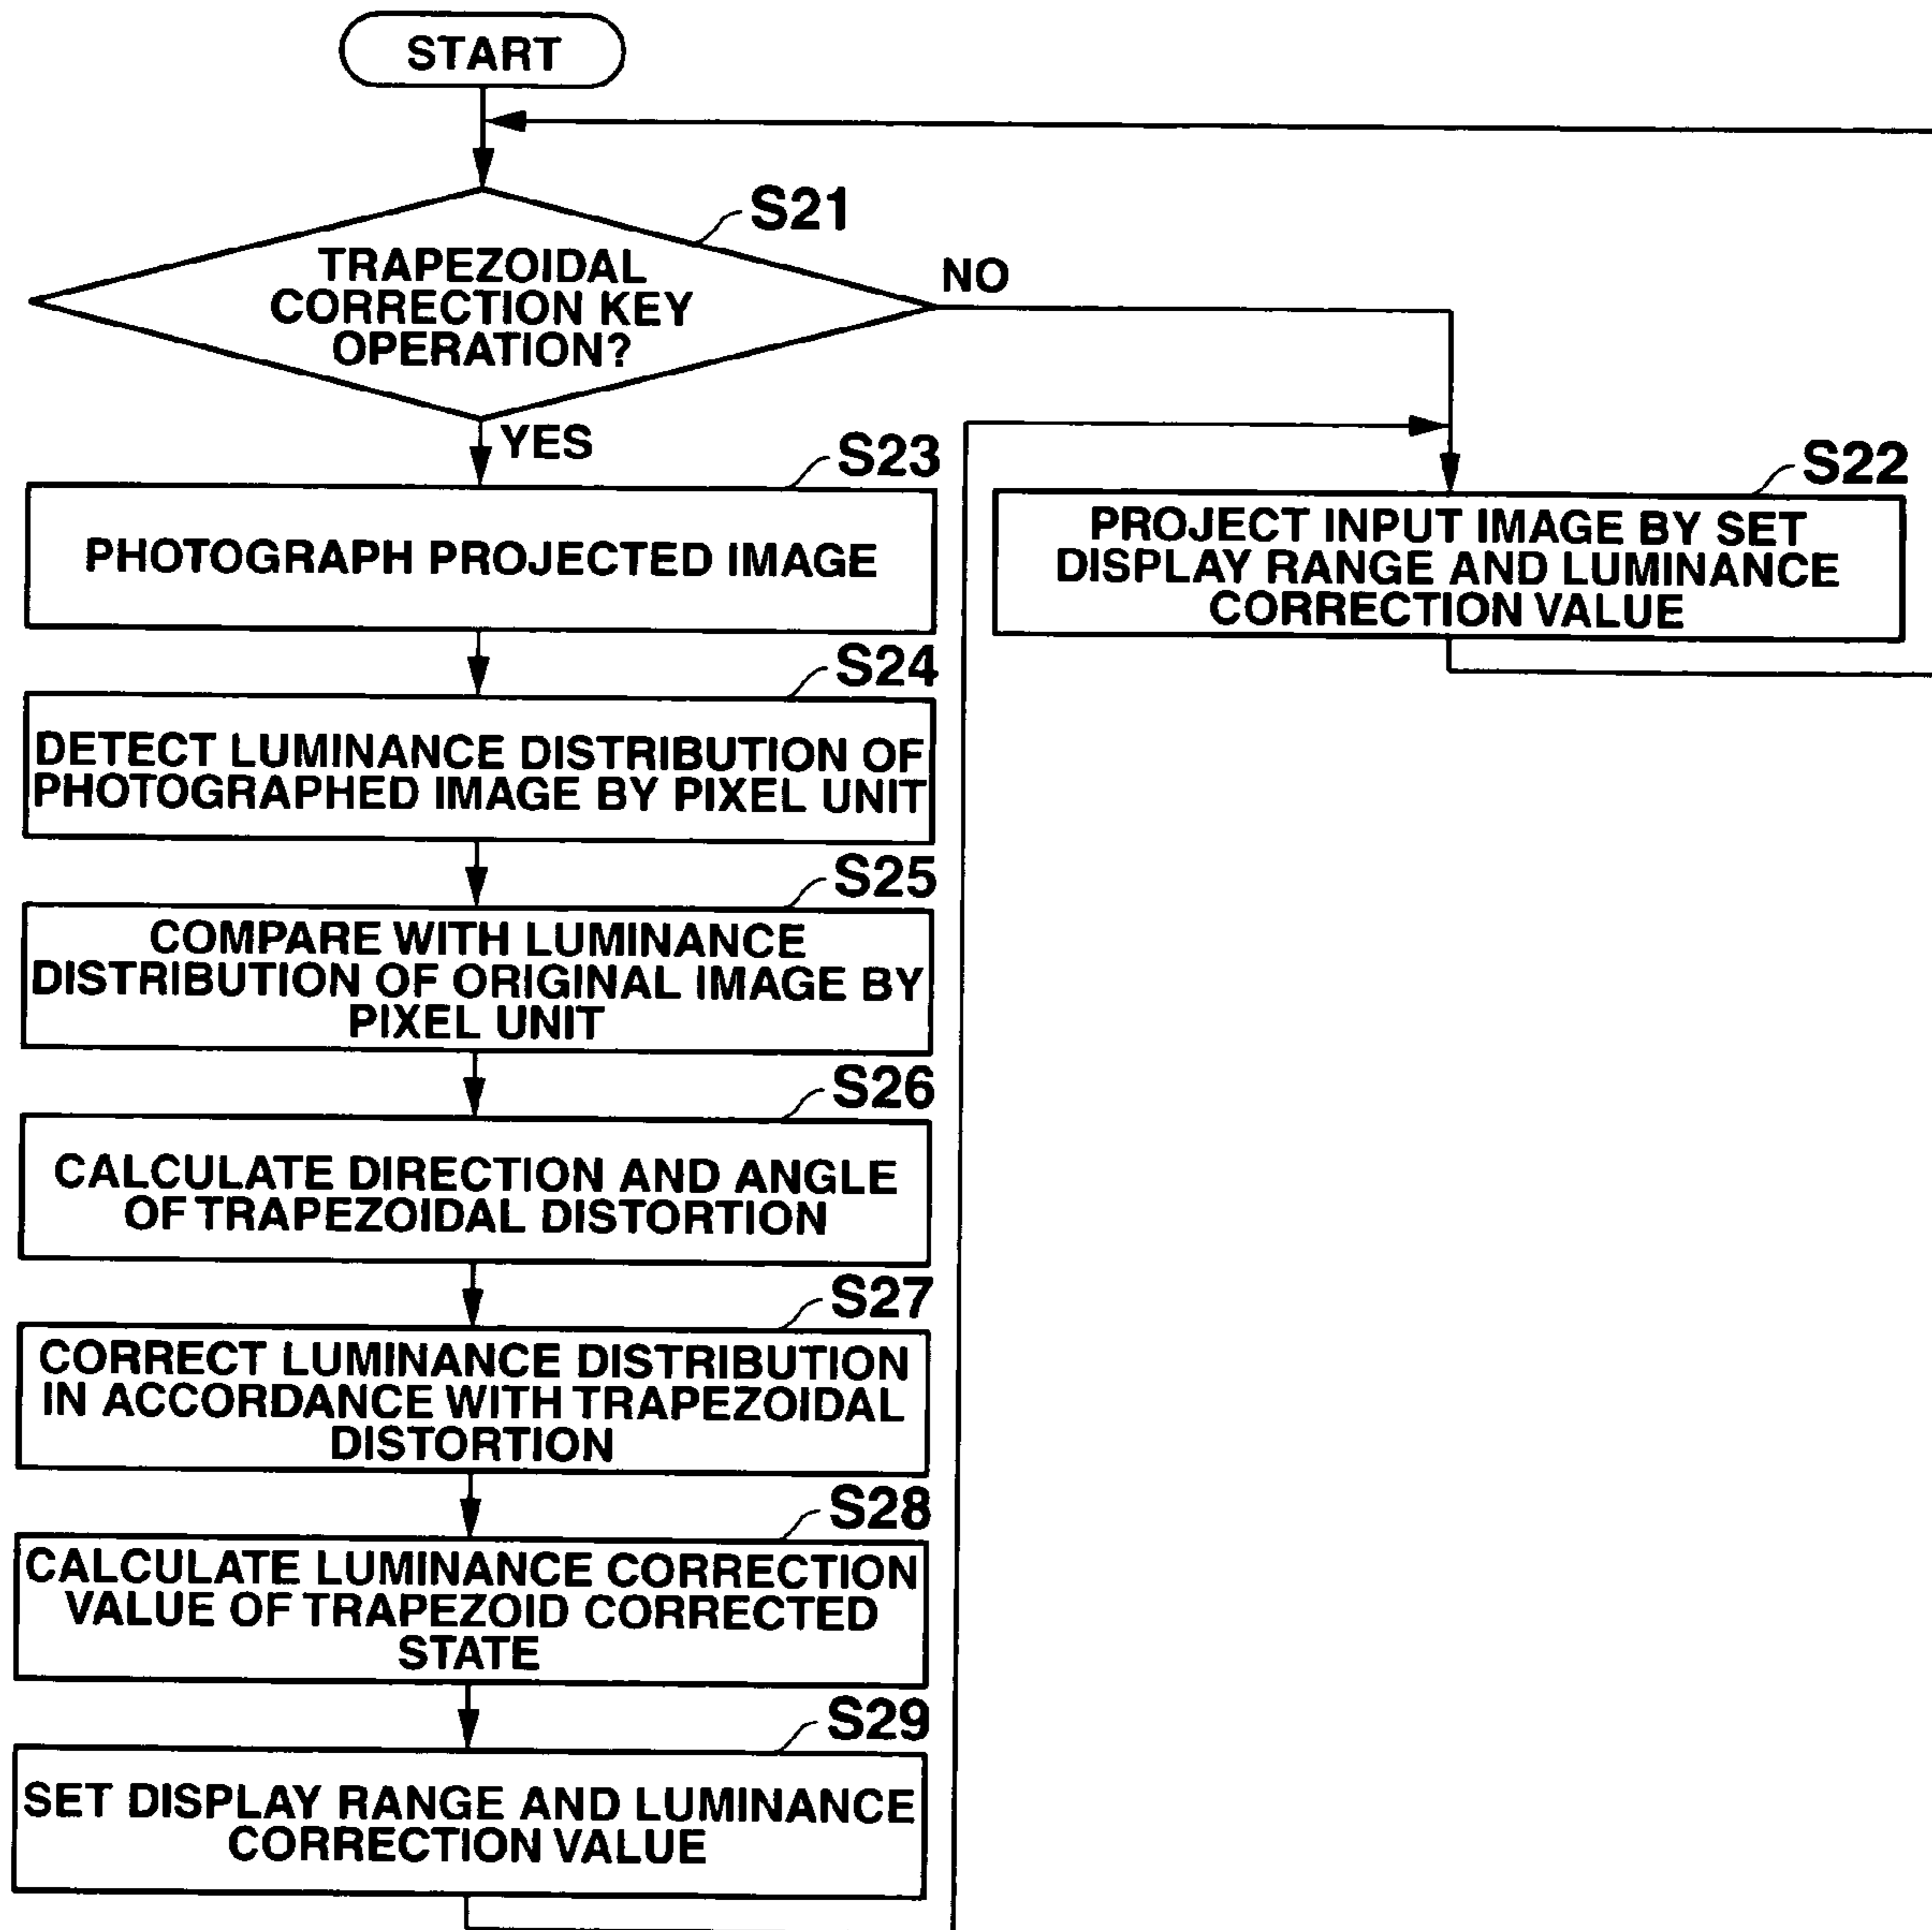 START
S21
TRAPEZOIDAL
CORRECTION KEY
OPERATION?
NO
YES
S23
PHOTOGRAPH PROJECTED IMAGE
S22
PROJECT INPUT IMAGE BY SET
DISPLAY RANGE AND LUMINANCE
CORRECTION VALUE
S24
DETECT LUMINANCE DISTRIBUTION OF
PHOTOGRAPHED IMAGE BY PIXEL UNIT
S25
COMPARE WITH LUMINANCE
DISTRIBUTION OF ORIGINAL IMAGE BY
PIXEL UNIT
S26
CALCULATE DIRECTION AND ANGLE
OF TRAPEZOIDAL DISTORTION
S27
CORRECT LUMINANCE DISTRIBUTION
IN ACCORDANCE WITH TRAPEZOIDAL
DISTORTION
S28
CALCULATE LUMINANCE CORRECTION
VALUE OF TRAPEZOID CORRECTED
STATE
S29
SET DISPLAY RANGE AND LUMINANCE
CORRECTION VALUE